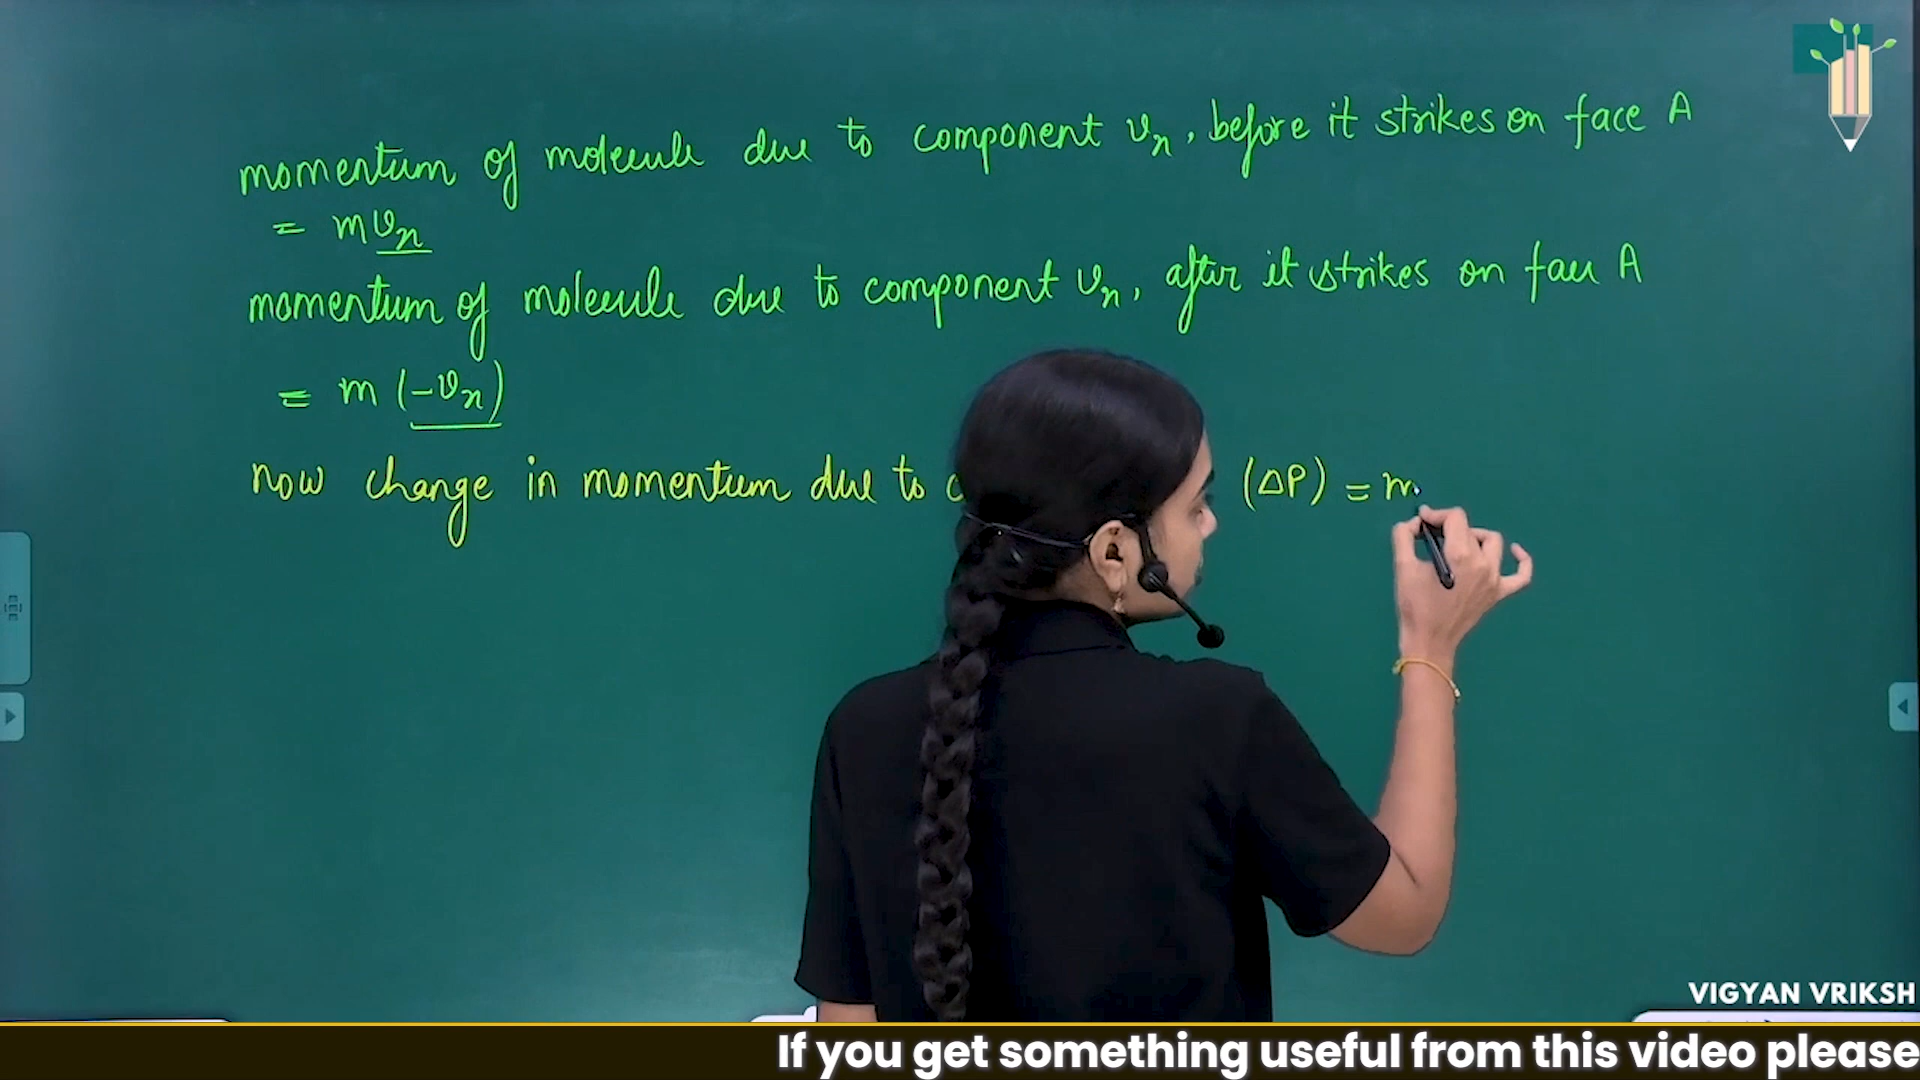 momentum of molecule due to component vx, before it strikes on face A
= mvx
momentum of molecule due to component vx, after it strikes on face A
= m (-vx)
Now change in momentum due to (ΔP) = m
VIGYAN VRIKSH
If you get something useful from this video please